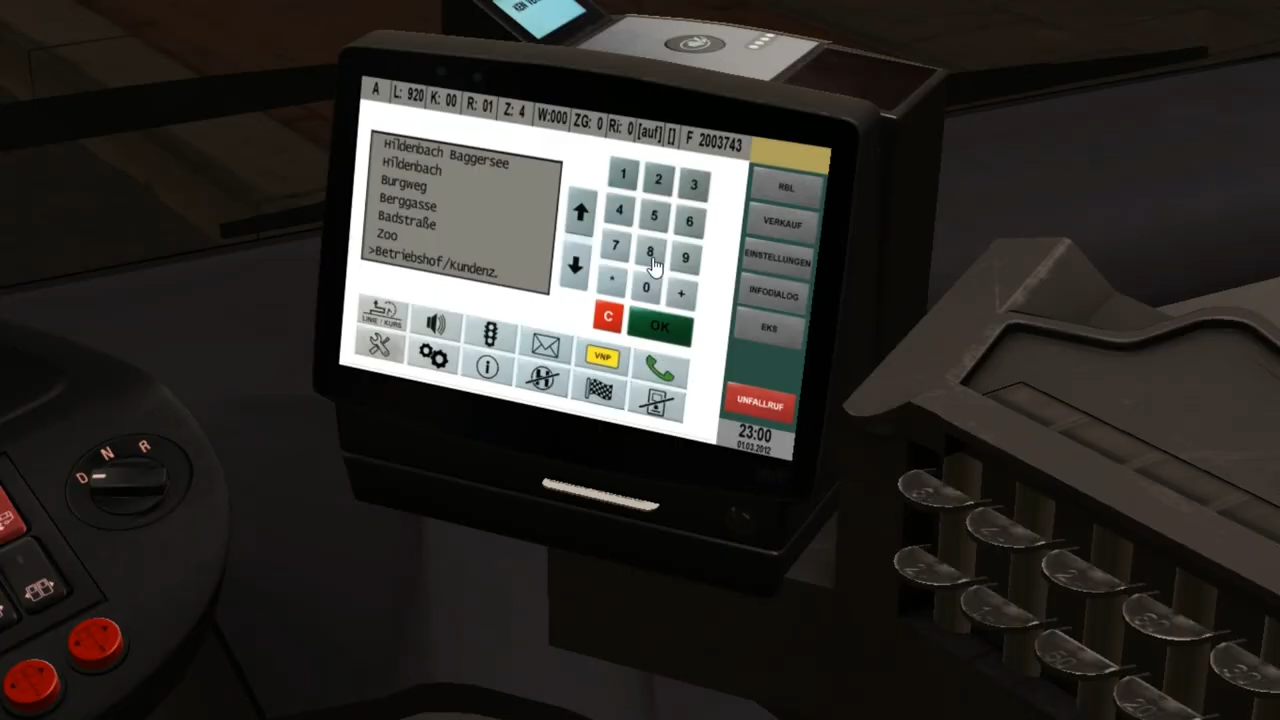 A L: 920 K: 00 R: 01 Z: 4 W:000 ZG: 0 Ri: 0 [auf] [] F 2003743
Hildenbach Baggersee
Hildenbach
Burgweg
Berggasse
Badstraße
Zoo
>Betriebshof/Kundenz.
1 2 3
4 5 6
7 8 9
* 0 +
C OK
LINIE / KURS
VNP
RBL
VERKAUF
EINSTELLUNGEN
INFODIALOG
EKS
UNFALLRUF
23:00
01.03.2012
D N R